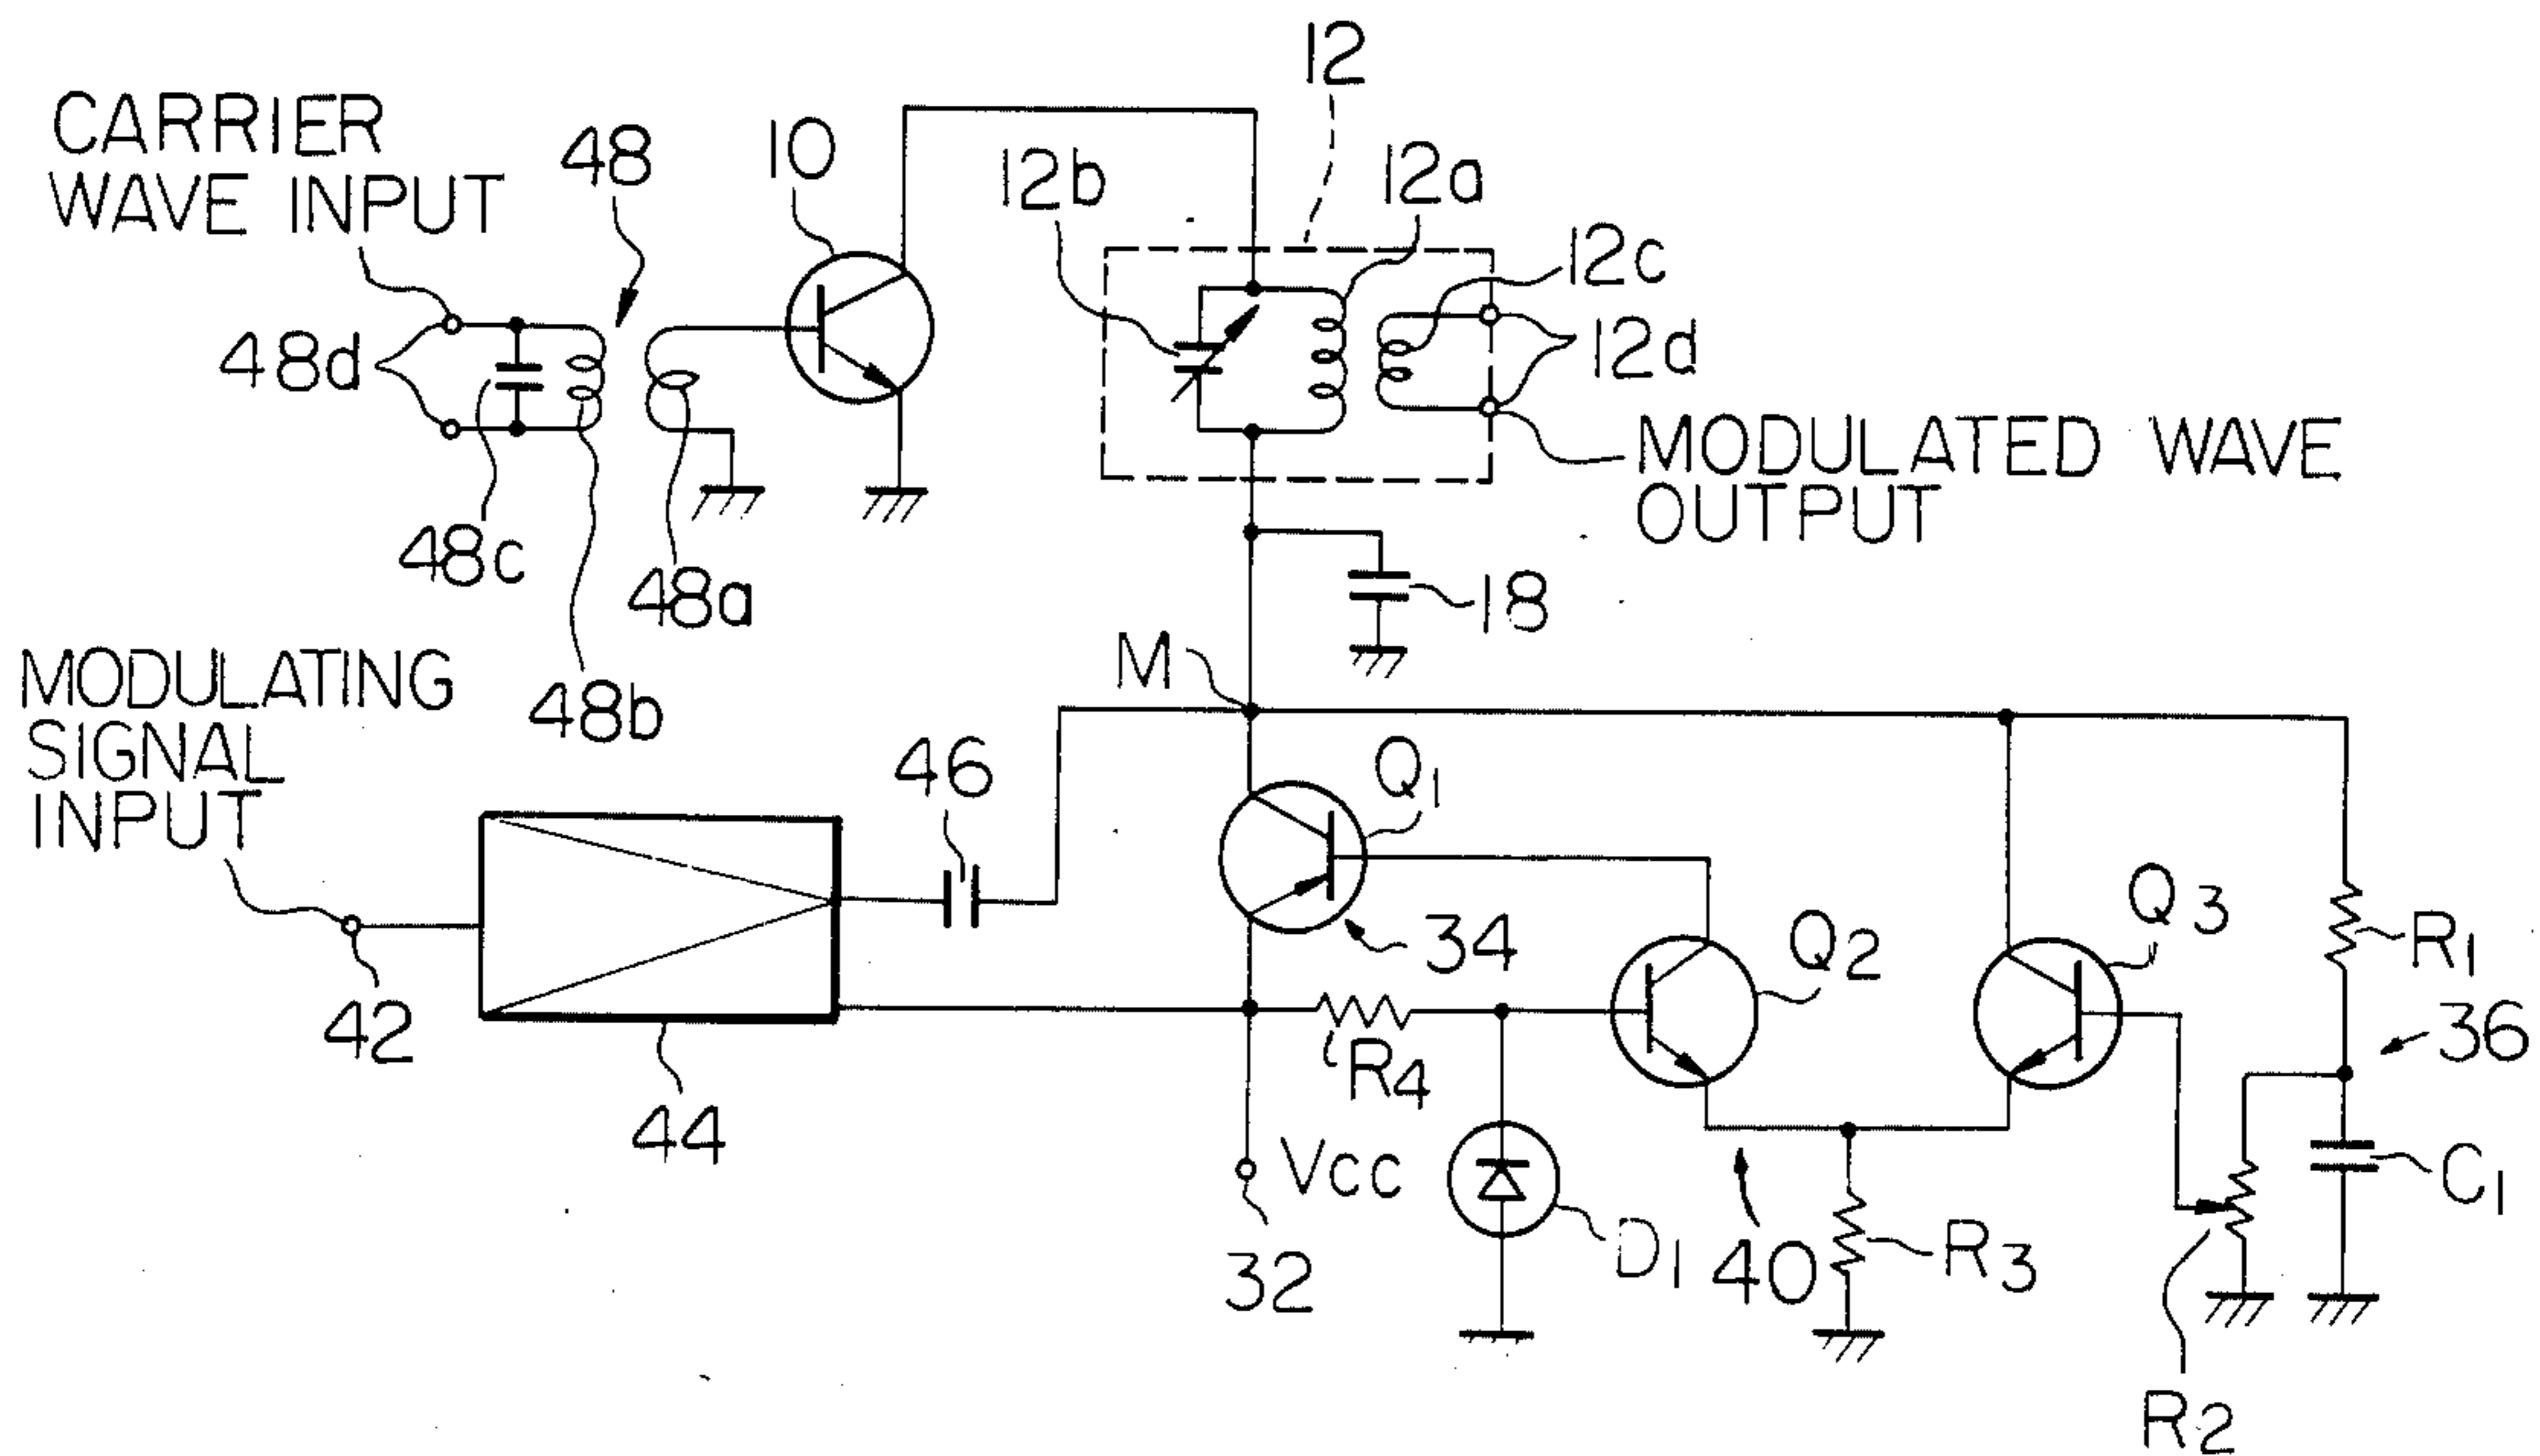 12
CARRIER
WAVE INPUT
48
10
12b
12a
12c
48d
12d
MODULATED WAVE
OUTPUT
48c
48a
18
M
MODULATING
SIGNAL
INPUT
48b
46
Q1
Q3
34
Q2
R1
42
36
R4
44
VCC
C1
32
D1
40
R3
R2